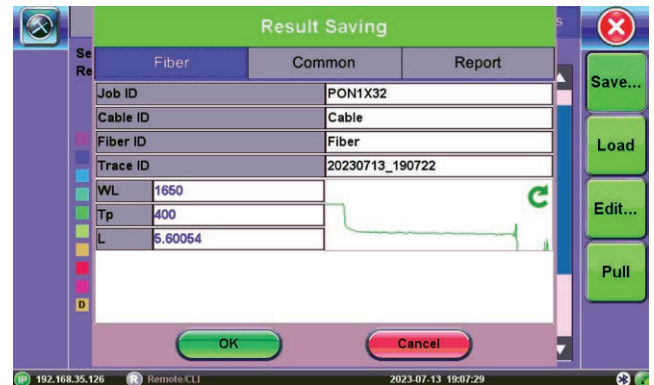 Result Saving
s
Se
Re
Fiber
Common
Report
Save...
Job ID
PON1X32
Cable ID
Cable
Fiber ID
Fiber
Load
Trace ID
20230713_190722
WL
1650
Tp
400
Edit...
L
5.60054
Pull
D
OK
Cancel
IP 192.168.35.126 R Remote/CLI 2023-07-13 19:07:29